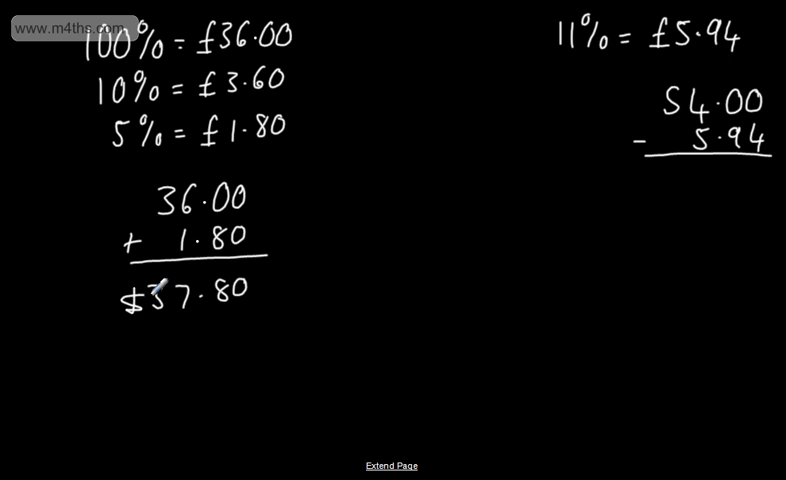 www.m4ths.com
100% = £36.00
10% = £3.60
5% = £1.80
36.00
+ 1.80
$37.80
11% = £5.94
54.00
- 5.94
Extend Page